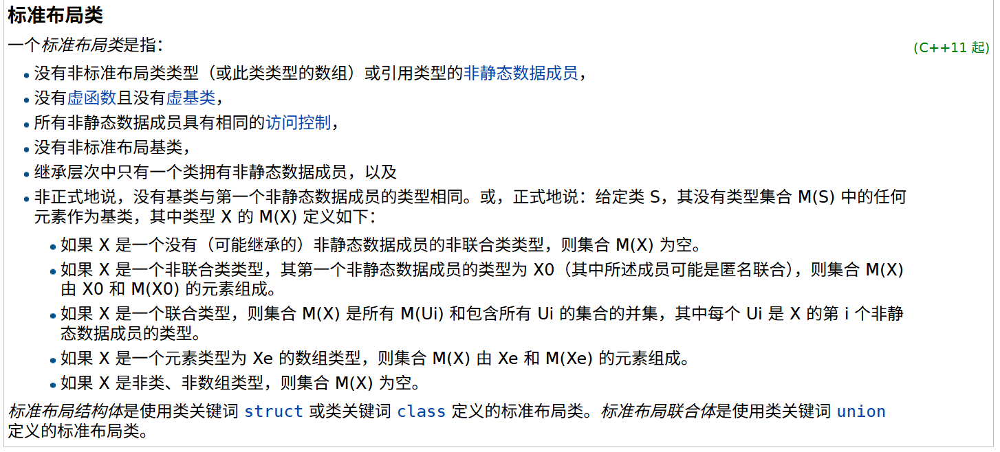 标准布局类
一个标准布局类是指：
(C++11 起)
没有非标准布局类类型（或此类类型的数组）或引用类型的非静态数据成员，
没有虚函数且没有虚基类，
所有非静态数据成员具有相同的访问控制，
没有非标准布局基类，
继承层次中只有一个类拥有非静态数据成员，以及
非正式地说，没有基类与第一个非静态数据成员的类型相同。或，正式地说：给定类 S，其没有类型集合 M(S) 中的任何
元素作为基类，其中类型 X 的 M(X) 定义如下：
如果 X 是一个没有（可能继承的）非静态数据成员的非联合类类型，则集合 M(X) 为空。
如果 X 是一个非联合类类型，其第一个非静态数据成员的类型为 X0（其中所述成员可能是匿名联合），则集合 M(X)
由 X0 和 M(X0) 的元素组成。
如果 X 是一个联合类型，则集合 M(X) 是所有 M(Ui) 和包含所有 Ui 的集合的并集，其中每个 Ui 是 X 的第 i 个非静
态数据成员的类型。
如果 X 是一个元素类型为 Xe 的数组类型，则集合 M(X) 由 Xe 和 M(Xe) 的元素组成。
如果 X 是非类、非数组类型，则集合 M(X) 为空。
标准布局结构体是使用类关键词 struct 或类关键词 class 定义的标准布局类。标准布局联合体是使用类关键词 union
定义的标准布局类。